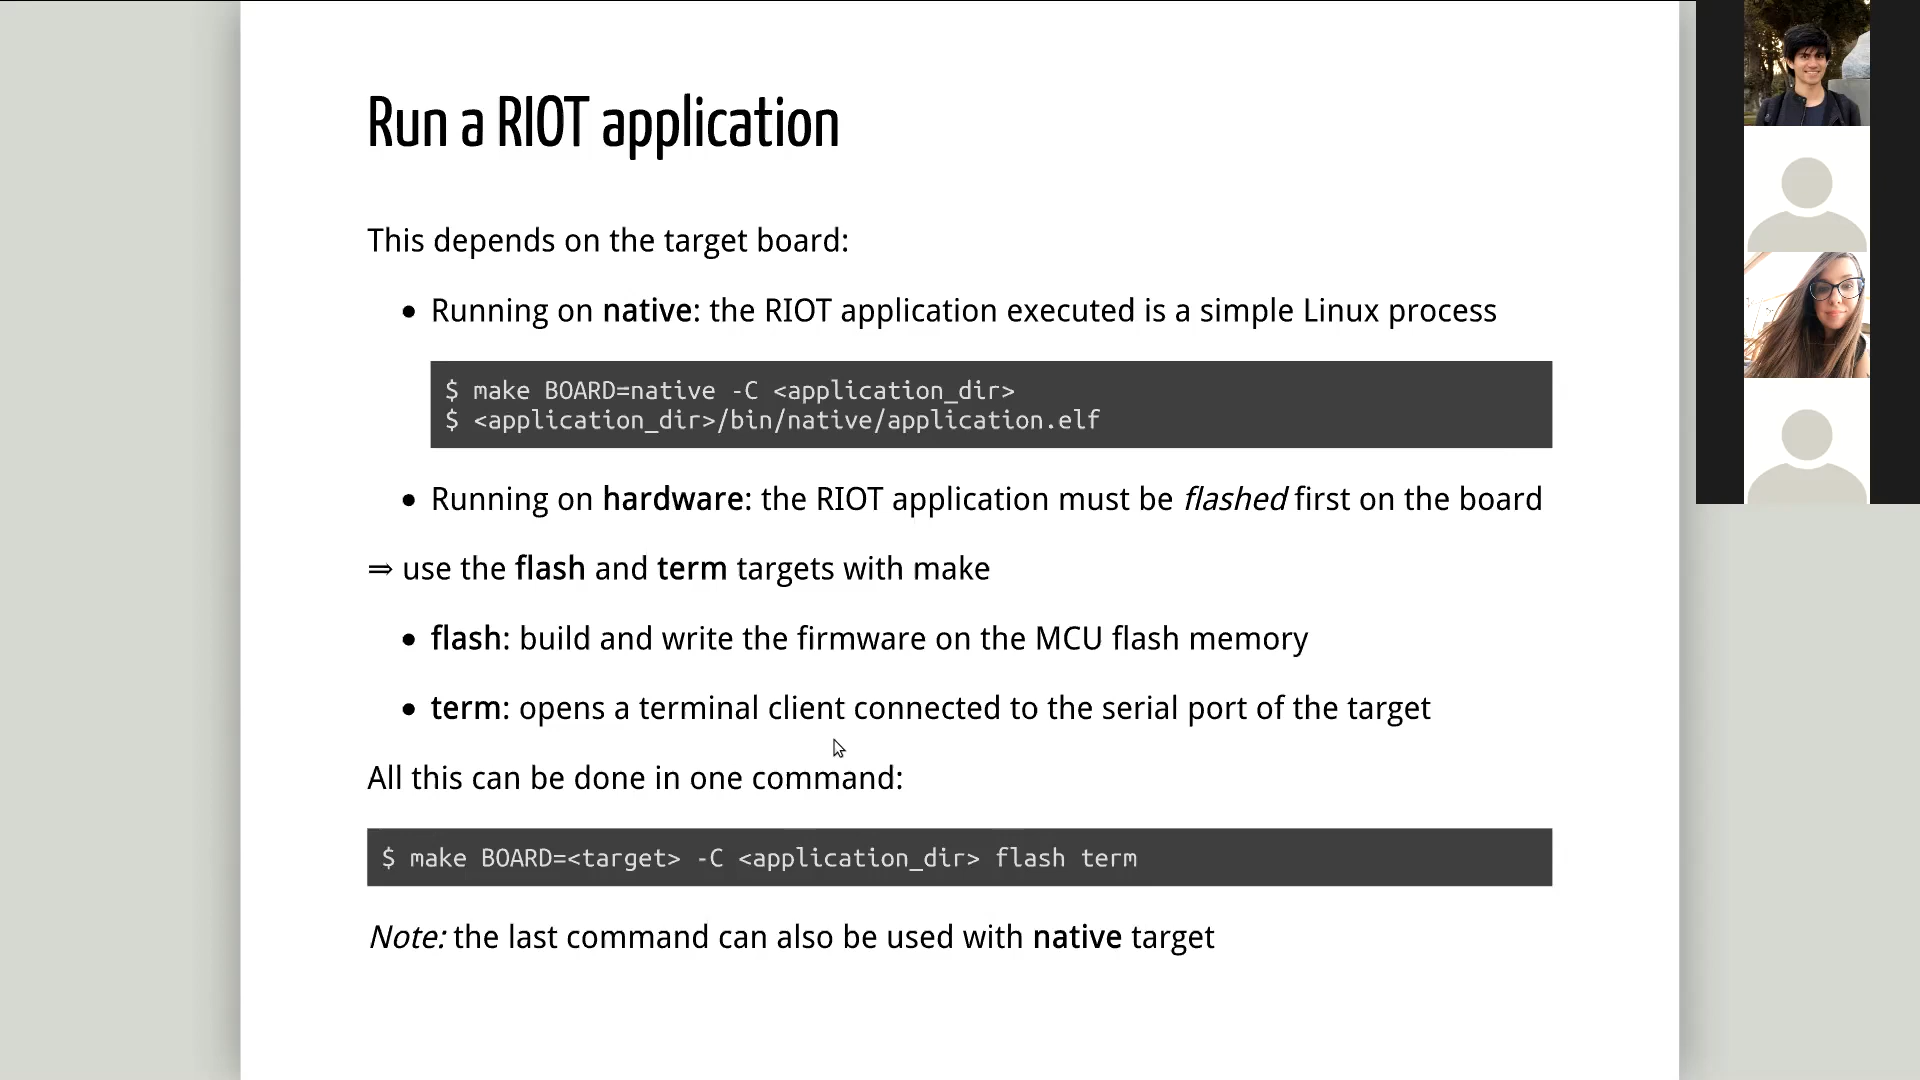 Run a RIOT application
This depends on the target board:
• Running on native: the RIOT application executed is a simple Linux process
$ make BOARD=native -C <application_dir>
$ <application_dir>/bin/native/application.elf
• Running on hardware: the RIOT application must be flashed first on the board
⇒ use the flash and term targets with make
• flash: build and write the firmware on the MCU flash memory
• term: opens a terminal client connected to the serial port of the target
All this can be done in one command:
$ make BOARD=<target> -C <application_dir> flash term
Note: the last command can also be used with native target